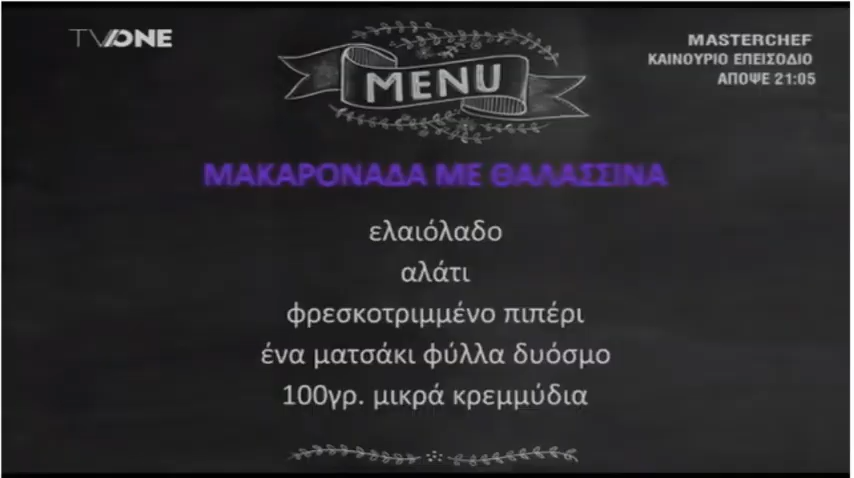 TVONE
MASTERCHEF
ΚΑΙΝΟΥΡΙΟ ΕΠΕΙΣΟΔΙΟ
ΑΠΟΨΕ 21:05
MENU
ΜΑΚΑΡΟΝΑΔΑ ΜΕ ΘΑΛΑΣΣΙΝΑ
ελαιόλαδο
αλάτι
φρεσκοτριμμένο πιπέρι
ένα ματσάκι φύλλα δυόσμο
100γρ. μικρά κρεμμύδια